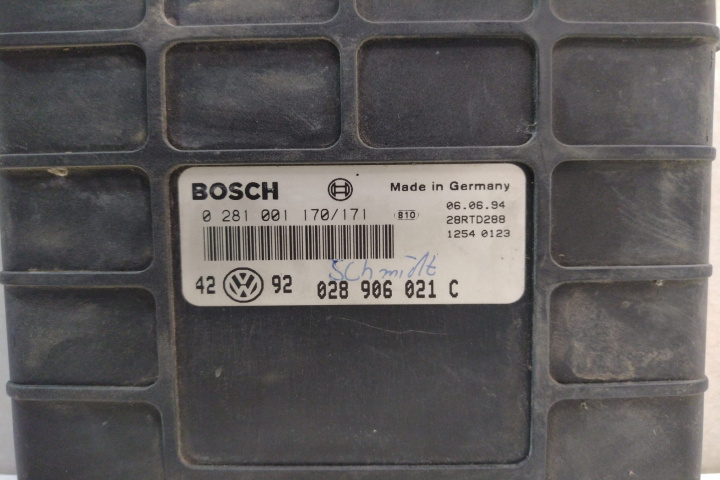 BOSCH Made in Germany
0 281 001 170/171 B10 06.06.94
28RTD288
1254 0123
Schmidt
42 VW 92 028 906 021 C